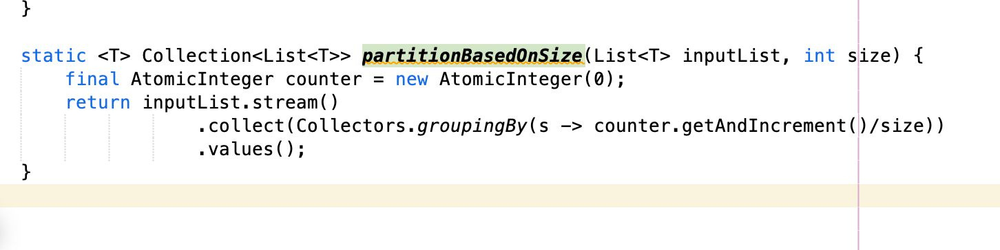 }
static <T> Collection<List<T>> partitionBasedOnSize(List<T> inputList, int size) {
final AtomicInteger counter = new AtomicInteger(0);
return inputList.stream()
.collect(Collectors.groupingBy(s -> counter.getAndIncrement()/size))
.values();
}